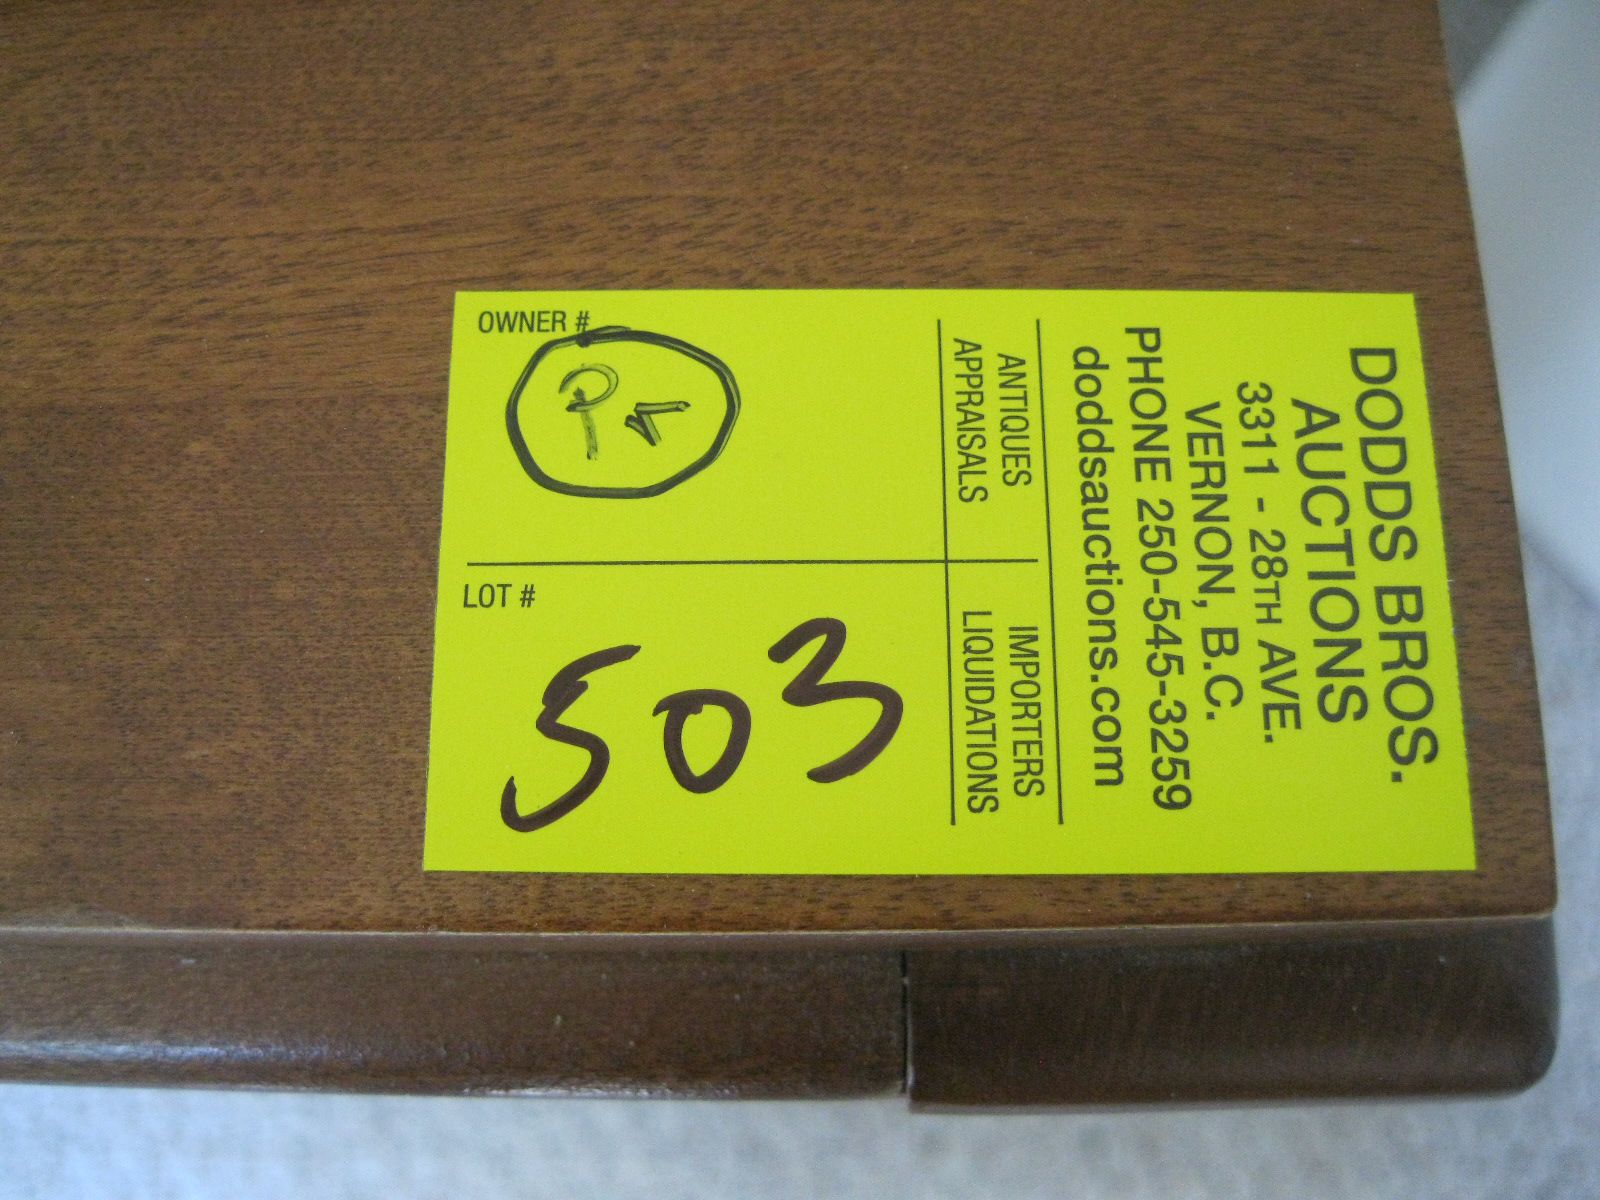 DODDS BROS.
AUCTIONS
3311 - 28TH AVE.
VERNON, B.C.
PHONE 250-545-3259
doddsauctions.com
ANTIQUES
APPRAISALS
IMPORTERS
LIQUIDATIONS
OWNER #
LOT #
503